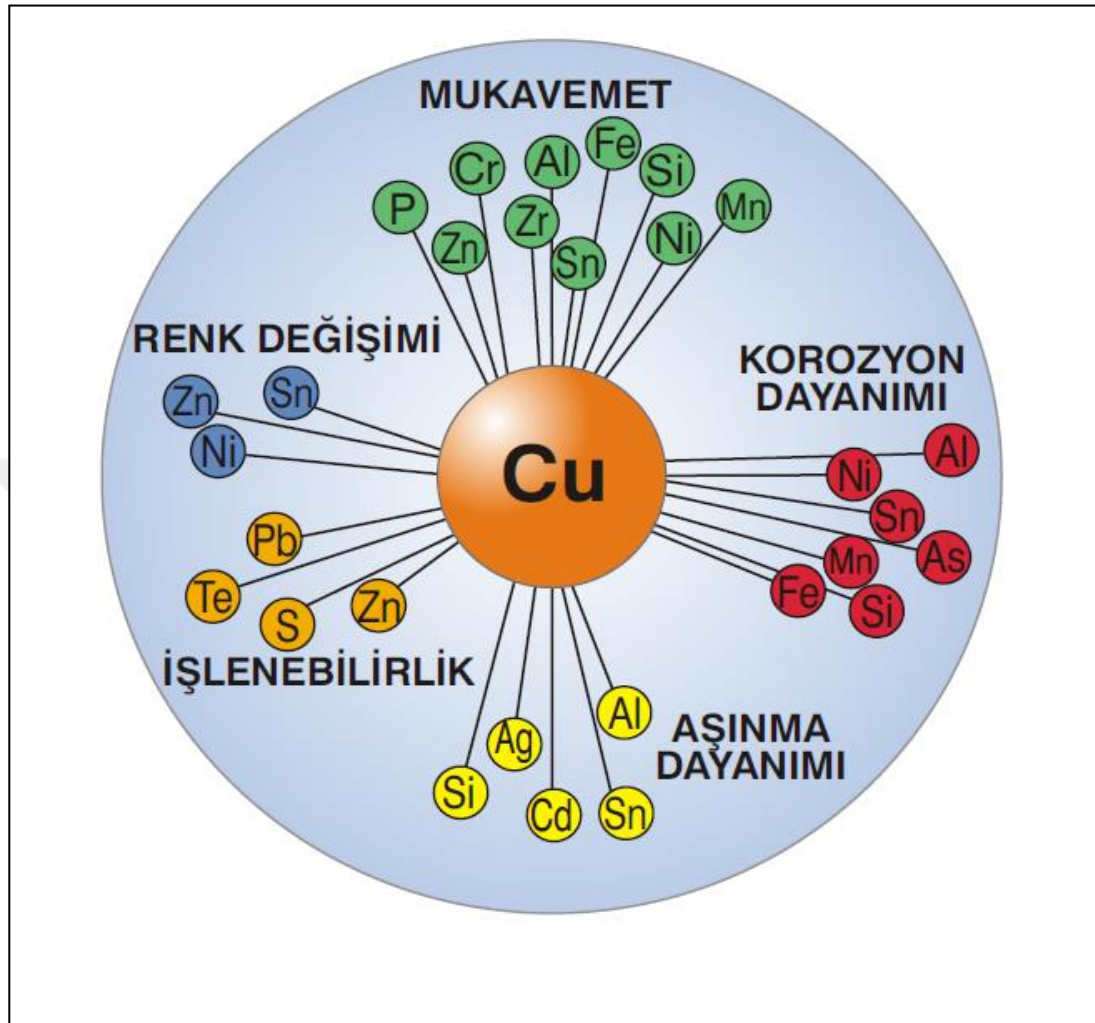 MUKAVEMET
Fe
Al
Cr
Si
P
Mn
Zr
Zn
Ni
Sn
RENK DEĞİŞİMİ
Sn
Zn
Ni
KOROZYON
DAYANIMI
Al
Ni
Sn
As
Mn
Fe
Si
Cu
Pb
Te
S
Zn
İŞLENEBİLİRLİK
Al
Ag
Si
Cd
Sn
AŞINMA
DAYANIMI